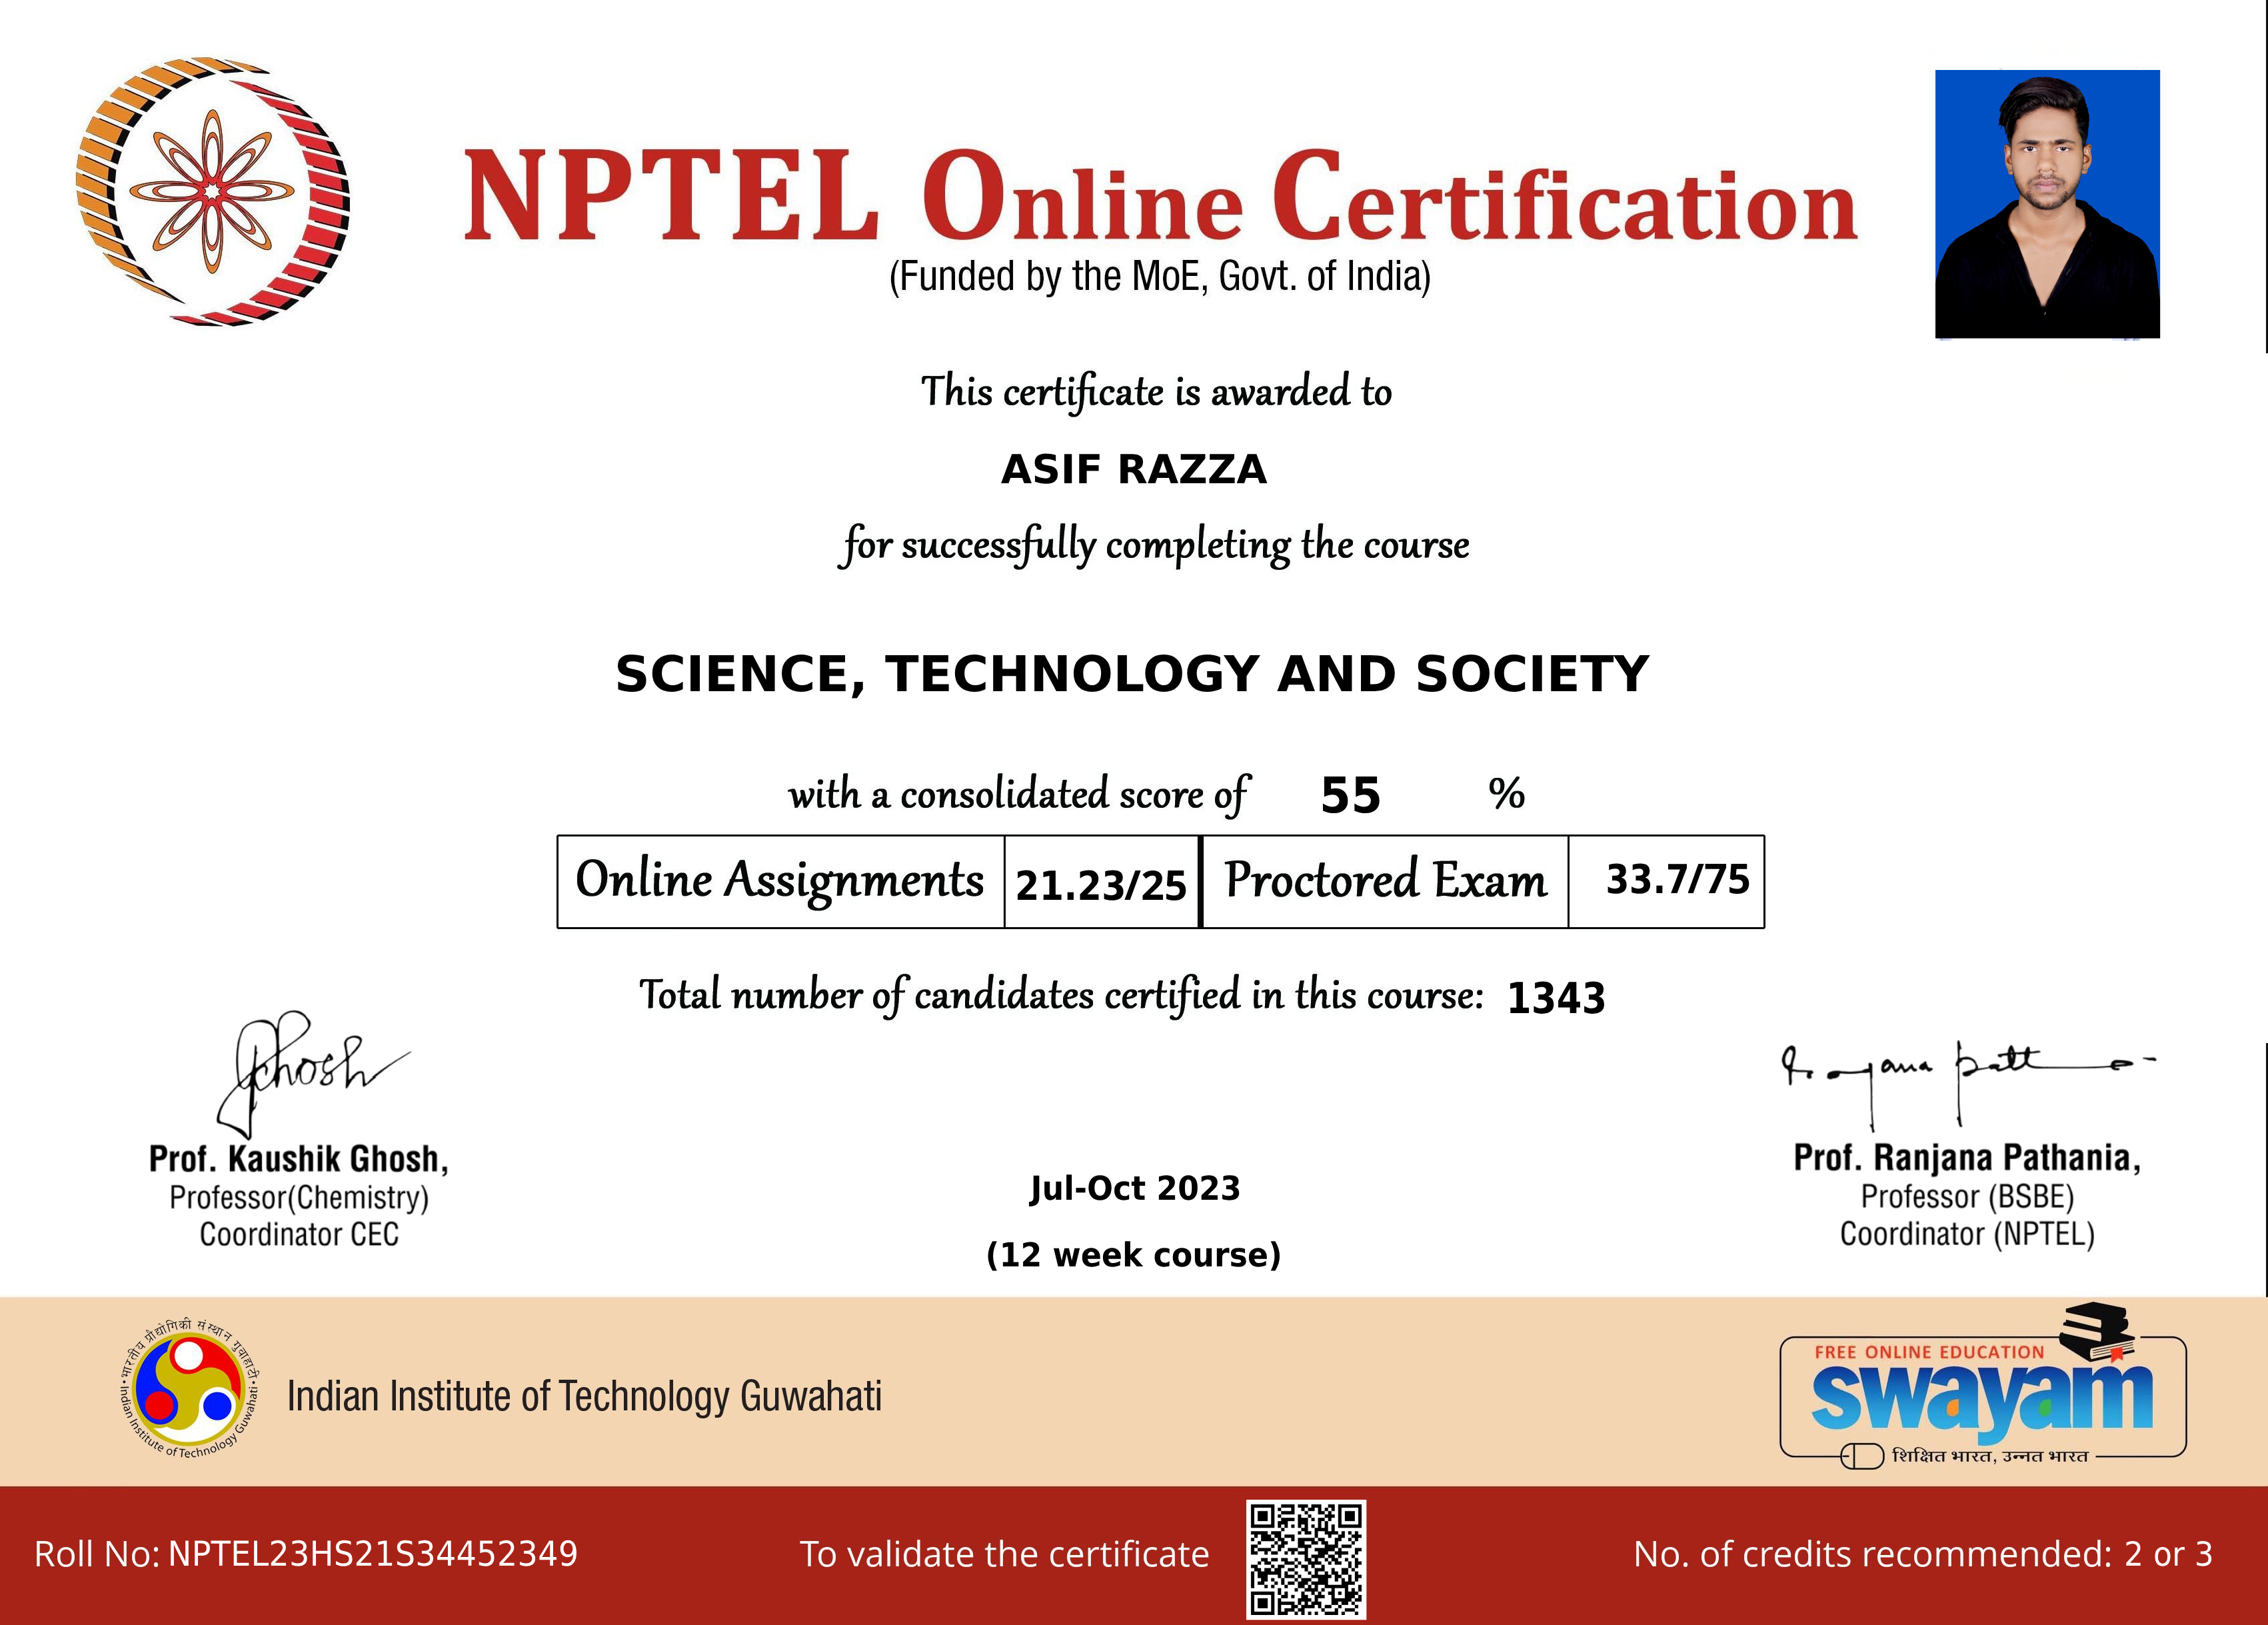 NPTEL Online Certification
(Funded by the MoE, Govt. of India)
This certificate is awarded to
ASIF RAZZA
for successfully completing the course
SCIENCE, TECHNOLOGY AND SOCIETY
with a consolidated score of 55 %
Online Assignments 21.23/25 Proctored Exam 33.7/75
Total number of candidates certified in this course: 1343
Ghosh
Prof. Kaushik Ghosh,
Professor(Chemistry)
Coordinator CEC
Jul-Oct 2023
(12 week course)
Prof. Ranjana Pathania,
Professor (BSBE)
Coordinator (NPTEL)
भारतीय प्रौद्योगिकी संस्थान गुवाहाटी
Indian Institute of Technology Guwahati
Indian Institute of Technology Guwahati
FREE ONLINE EDUCATION
swayam
शिक्षित भारत, उन्नत भारत
Roll No: NPTEL23HS21S34452349
To validate the certificate
No. of credits recommended: 2 or 3